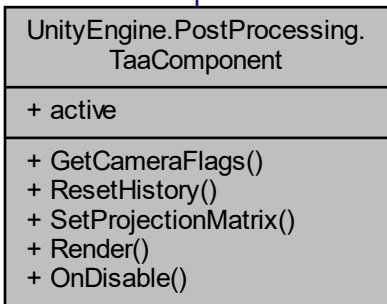 UnityEngine.PostProcessing.
TaaComponent
+ active
+ GetCameraFlags()
+ ResetHistory()
+ SetProjectionMatrix()
+ Render()
+ OnDisable()